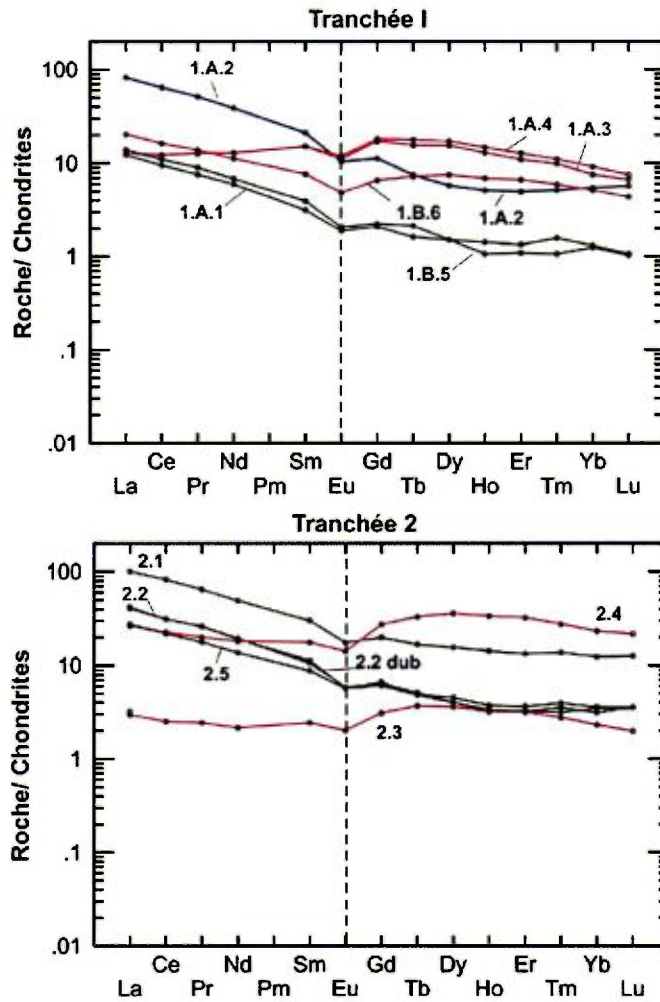 Tranchée I
Roche/ Chondrites
100
10
1
.1
.01
1.A.2
1.A.4
1.A.3
1.A.1
1.B.6
1.A.2
1.B.5
Ce Nd Sm Gd Dy Er Yb
La Pr Pm Eu Tb Ho Tm Lu
Tranchée 2
Roche/ Chondrites
100
10
1
.1
.01
2.1
2.2
2.4
2.2 dub
2.5
2.3
Ce Nd Sm Gd Dy Er Yb
La Pr Pm Eu Tb Ho Tm Lu